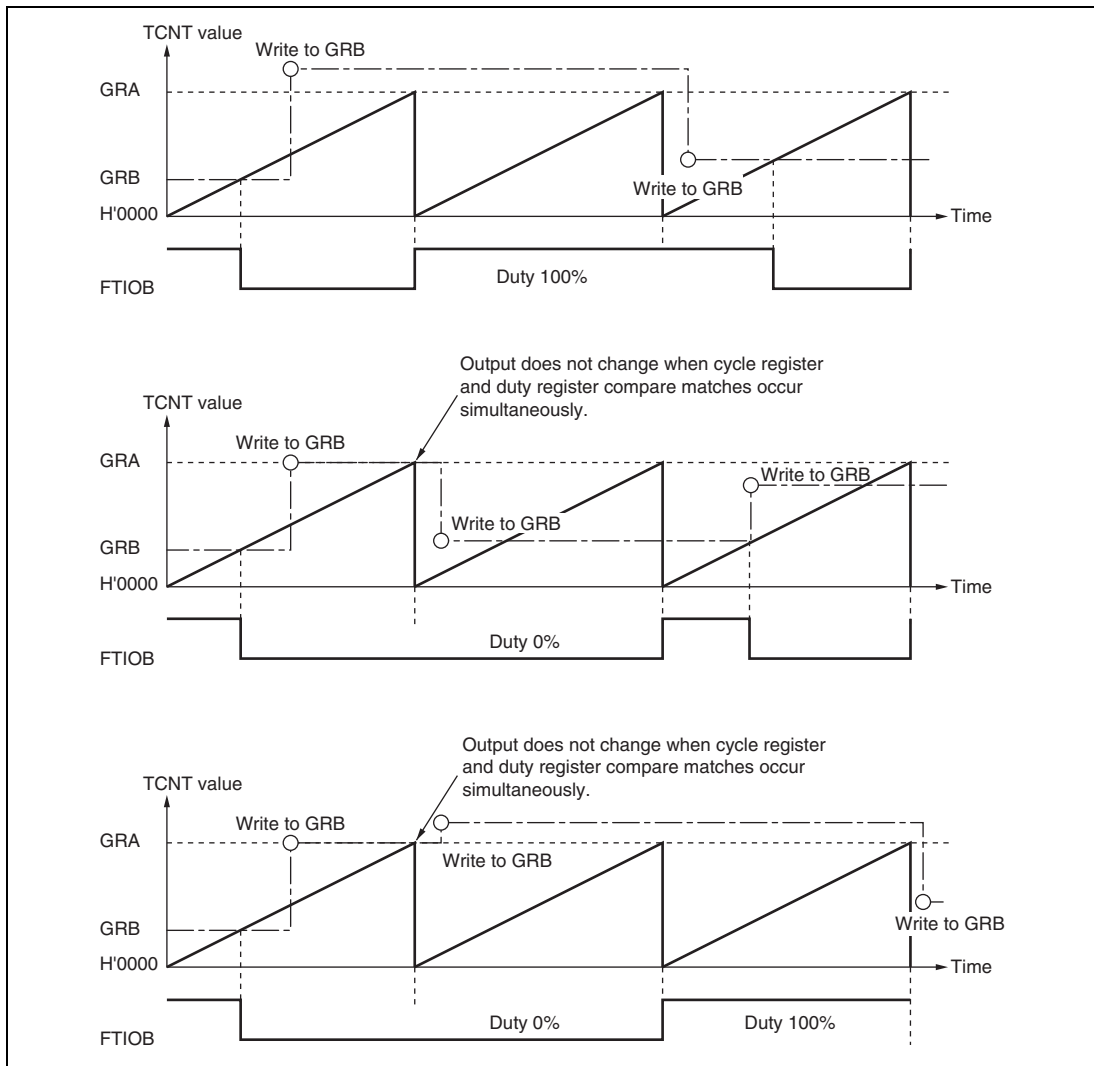 TCNT value
Write to GRB
GRA
GRB
Write to GRB
H'0000
Time
FTIOB
Duty 100%
Output does not change when cycle register
and duty register compare matches occur
simultaneously.
TCNT value
Write to GRB
GRA
Write to GRB
Write to GRB
GRB
H'0000
Time
Duty 0%
FTIOB
Output does not change when cycle register
and duty register compare matches occur
simultaneously.
TCNT value
Write to GRB
GRA
Write to GRB
Write to GRB
GRB
H'0000
Time
Duty 0%
Duty 100%
FTIOB